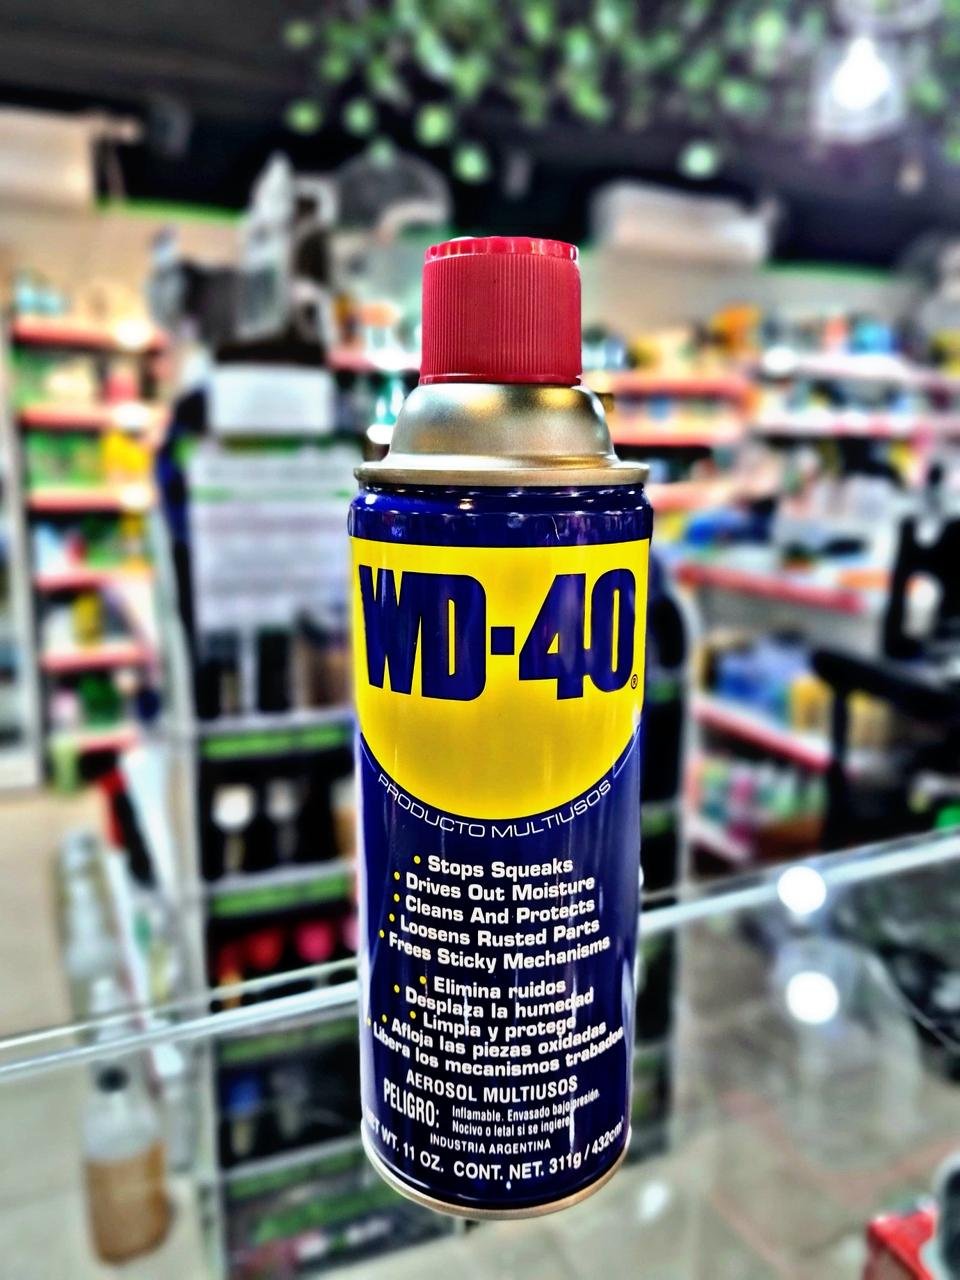 WD-40®
PRODUCTO MULTIUSOS
• Stops Squeaks
• Drives Out Moisture
• Cleans And Protects
• Loosens Rusted Parts
• Frees Sticky Mechanisms
• Elimina ruidos
• Desplaza la humedad
• Limpia y protege
• Afloja las piezas oxidadas
• Libera los mecanismos trabados
AEROSOL MULTIUSOS
PELIGRO: Inflamable. Envasado bajo presión.
Nocivo o letal si se ingiere
INDUSTRIA ARGENTINA
NET WT. 11 OZ. CONT. NET. 311g / 432cm³